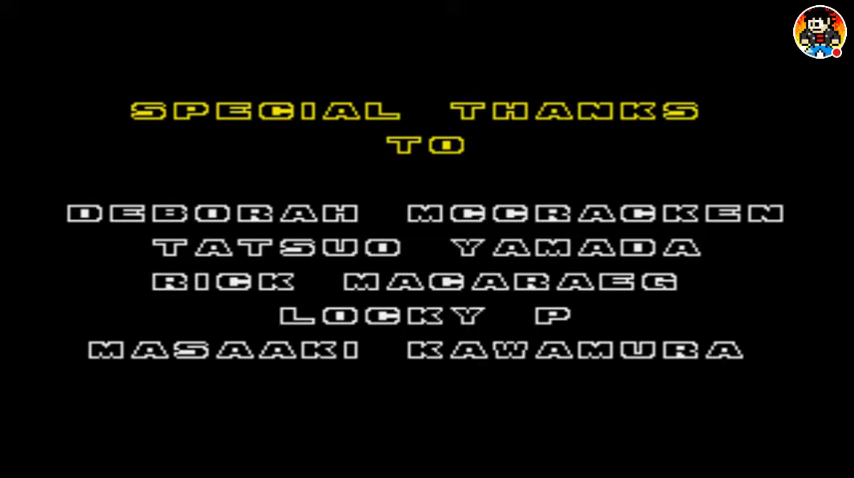 SPECIAL THANKS
TO
DEBORAH MCCRACKEN
TATSUO YAMADA
RICK MACARAEG
LOCKY P
MASAAKI KAWAMURA